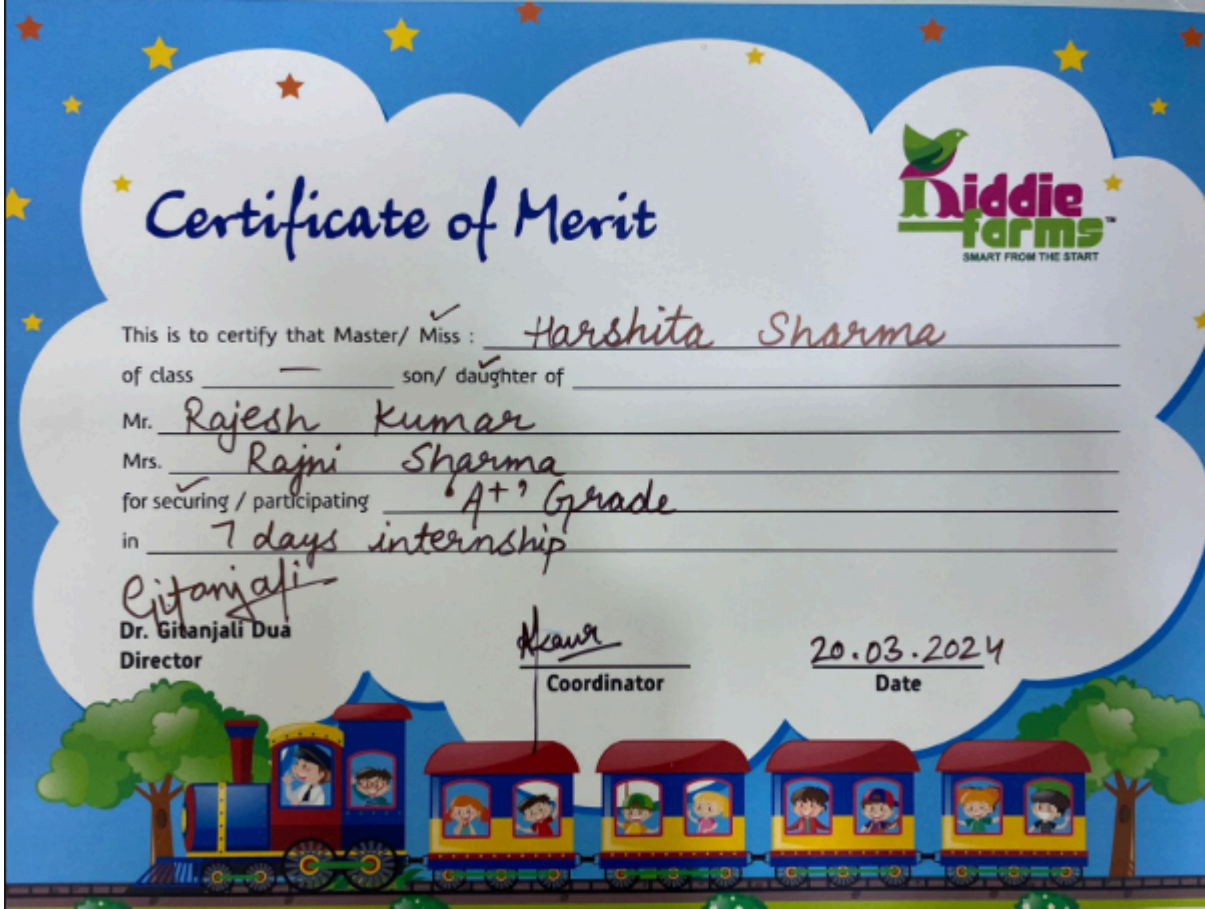 Certificate of Merit
Kiddie
farms™
SMART FROM THE START
This is to certify that Master/ Miss : Harshita Sharma
of class — son/ daughter of
Mr. Rajesh Kumar
Mrs. Rajni Sharma
for securing / participating 'A+' Grade
in 7 days internship
Gitanjali
Dr. Gitanjali Dua
Director
Coordinator
20.03.2024
Date